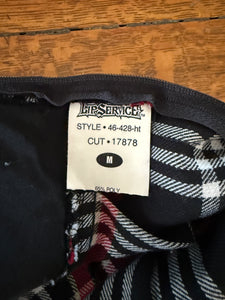 LIP SERVICE
STYLE • 46-428-ht
CUT • 17878
M
65% POLY